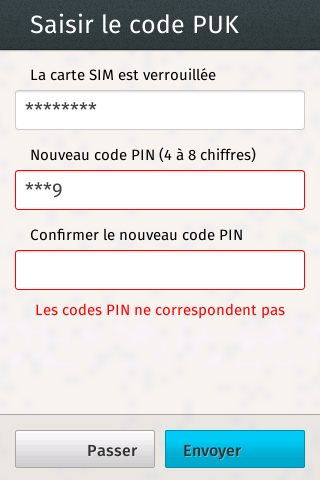 Saisir le code PUK
La carte SIM est verrouillée
********
Nouveau code PIN (4 à 8 chiffres)
***9
Confirmer le nouveau code PIN
Les codes PIN ne correspondent pas
Passer
Envoyer